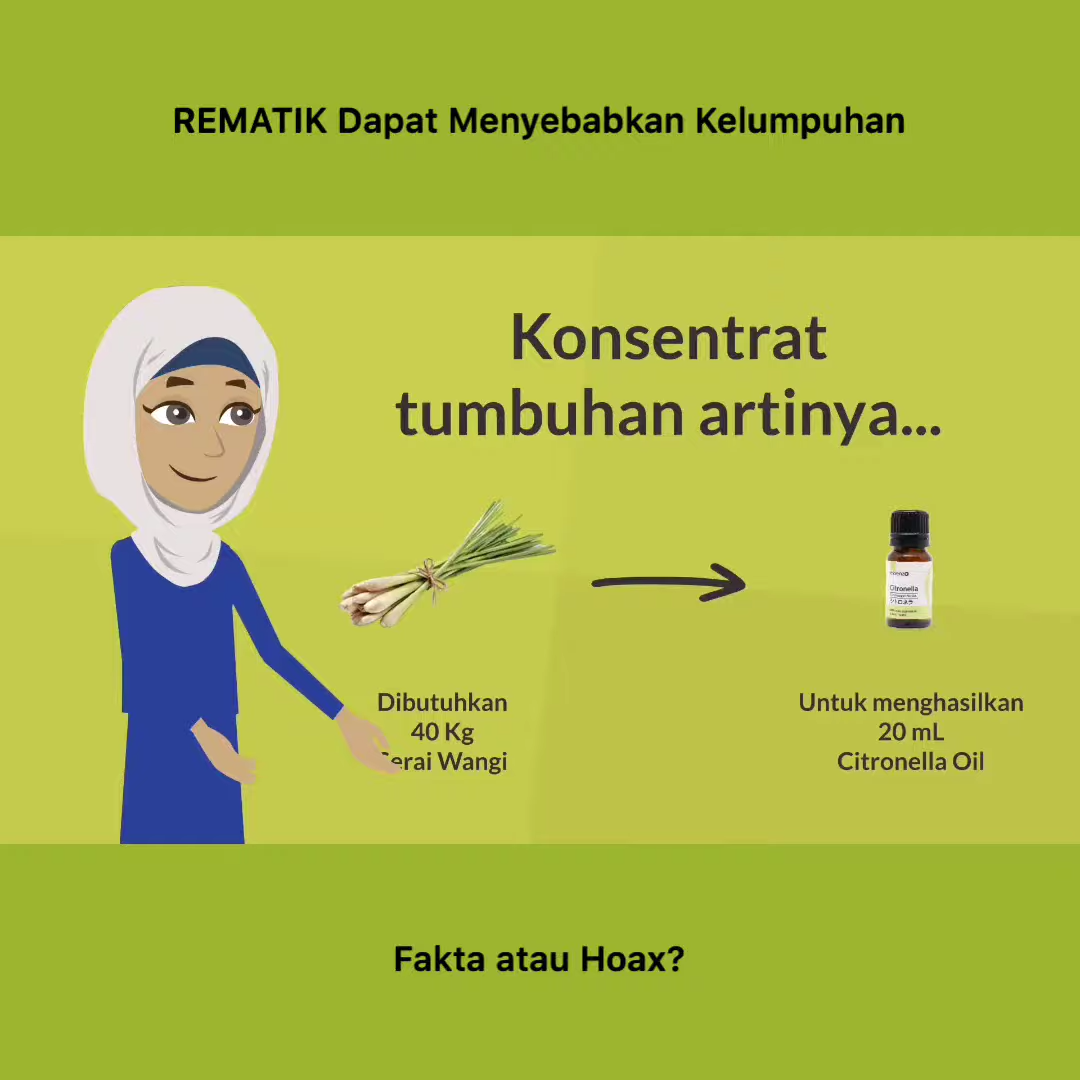 REMATIK Dapat Menyebabkan Kelumpuhan
Konsentrat
tumbuhan artinya...
Citronella
Dibutuhkan
40 Kg
Serai Wangi
Untuk menghasilkan
20 mL
Citronella Oil
Fakta atau Hoax?